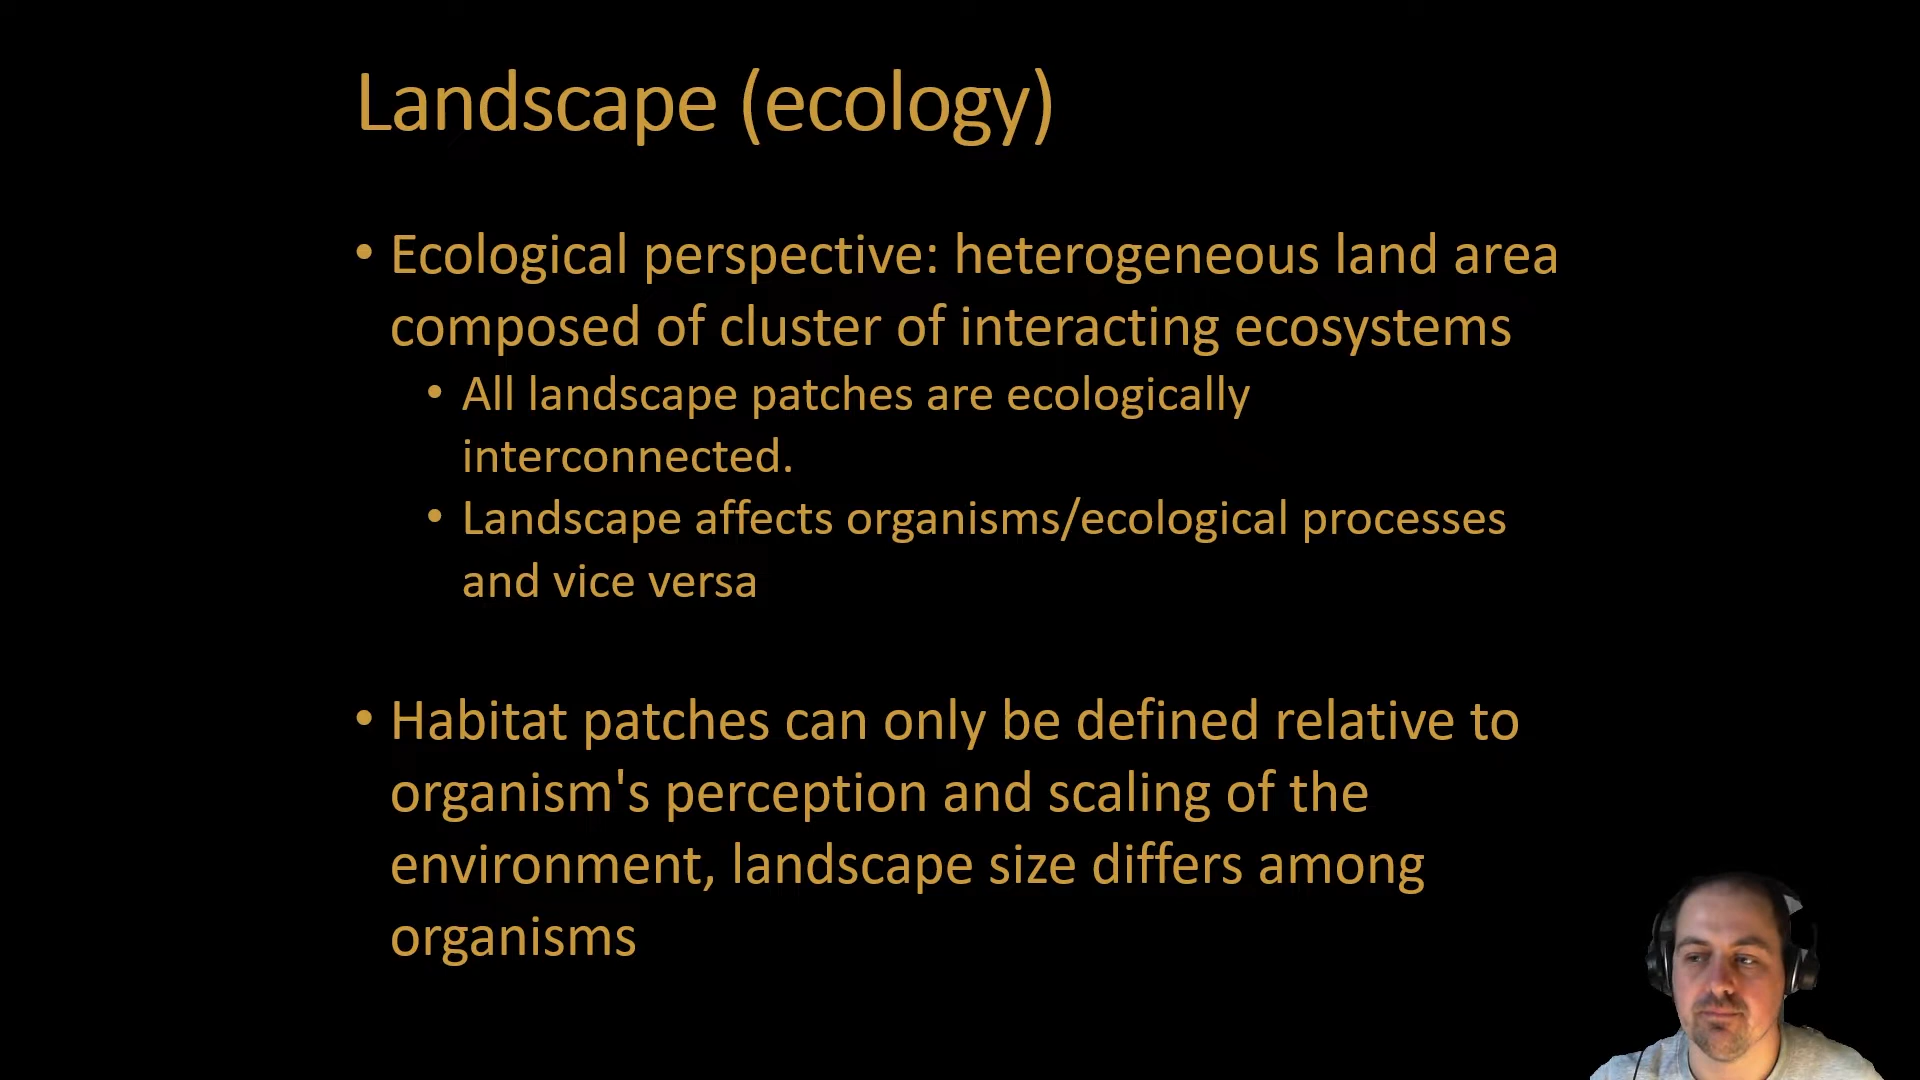 Landscape (ecology)
• Ecological perspective: heterogeneous land area
composed of cluster of interacting ecosystems
• All landscape patches are ecologically
interconnected.
• Landscape affects organisms/ecological processes
and vice versa
• Habitat patches can only be defined relative to
organism's perception and scaling of the
environment, landscape size differs among
organisms